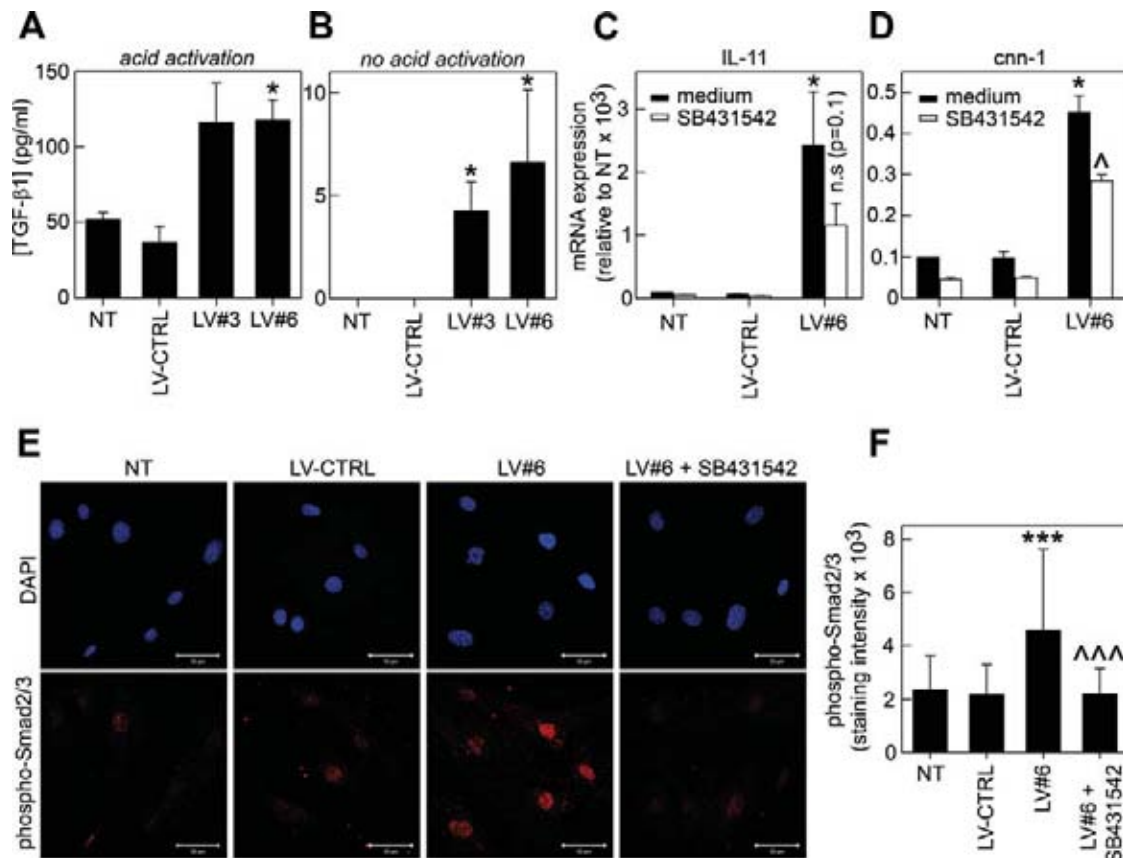 A
acid activation
[TGF-β1] (pg/ml)
150
100
50
0
NT
LV-CTRL
LV#3
LV#6
*
B
no acid activation
10
5
0
NT
LV-CTRL
LV#3
LV#6
*
*
C
IL-11
mRNA expression
(relative to NT x 10³)
3
2
1
0
medium
SB431542
*
n.s (p=0.1)
NT
LV-CTRL
LV#6
D
cnn-1
0.5
0.4
0.3
0.2
0.1
0
medium
SB431542
*
^
NT
LV-CTRL
LV#6
E
NT
LV-CTRL
LV#6
LV#6 + SB431542
DAPI
phospho-Smad2/3
F
phospho-Smad2/3
(staining intensity x 10³)
8
6
4
2
0
***
^^^
NT
LV-CTRL
LV#6
LV#6 +
SB431542